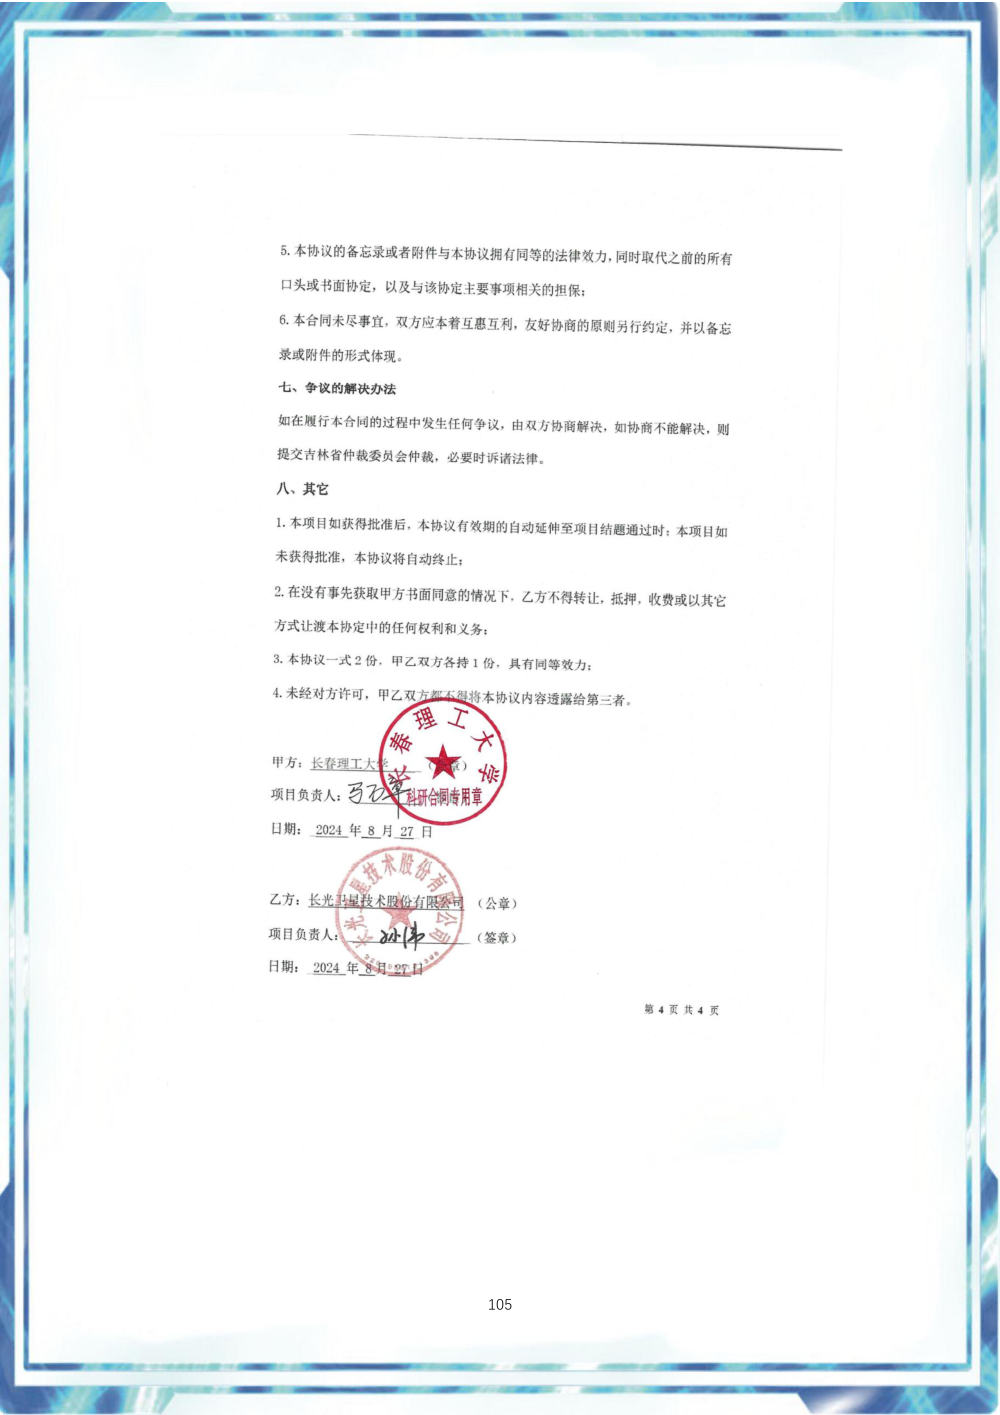 5. 本协议的备忘录或者附件与本协议拥有同等的法律效力，同时取代之前的所有
口头或书面协定，以及与该协定主要事项相关的担保；
6. 本合同未尽事宜，双方应本着互惠互利，友好协商的原则另行约定，并以备忘
录或附件的形式体现。
七、争议的解决办法
如在履行本合同的过程中发生任何争议，由双方协商解决，如协商不能解决，则
提交吉林省仲裁委员会仲裁，必要时诉诸法律。
八、其它
1. 本项目如获得批准后，本协议有效期的自动延伸至项目结题通过时；本项目如
未获得批准，本协议将自动终止；
2. 在没有事先获取甲方书面同意的情况下，乙方不得转让，抵押，收费或以其它
方式让渡本协定中的任何权利和义务；
3. 本协议一式 2 份，甲乙双方各持 1 份，具有同等效力；
4. 未经对方许可，甲乙双方都不得将本协议内容透露给第三者。
长春理工大学
科研合同专用章
甲方：长春理工大学
项目负责人：
日期： 2024 年 8 月 27 日
长光卫星技术股份有限公司
乙方：长光卫星技术股份有限公司 （公章）
项目负责人： 孙伟 （签章）
日期： 2024 年 8 月 27 日
第 4 页 共 4 页
105